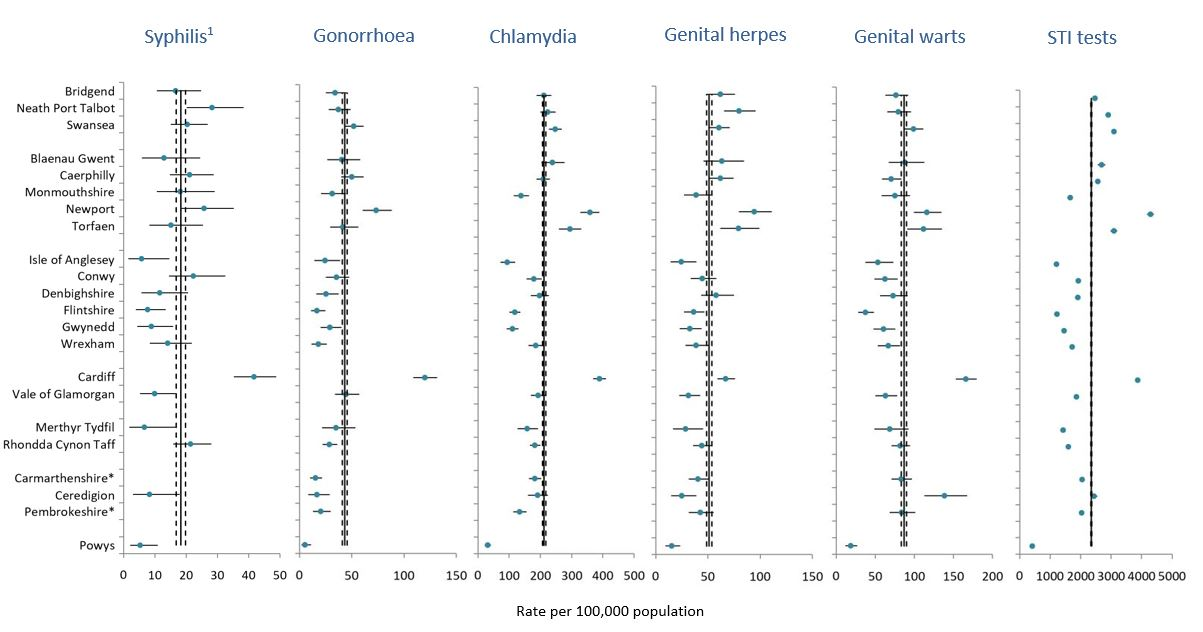 Syphilis1 Gonorrhoea Chlamydia Genital herpes Genital warts STI tests
Bridgend
Neath Port Talbot
Swansea
Blaenau Gwent
Caerphilly
Monmouthshire
Newport
Torfaen
Isle of Anglesey
Conwy
Denbighshire
Flintshire
Gwynedd
Wrexham
Cardiff
Vale of Glamorgan
Merthyr Tydfil
Rhondda Cynon Taff
Carmarthenshire*
Ceredigion
Pembrokeshire*
Powys
0 10 20 30 40 50 0 50 100 150 0 100 200 300 400 500 0 50 100 150 0 50 100 150 200 0 1000 2000 3000 4000 5000
Rate per 100,000 population